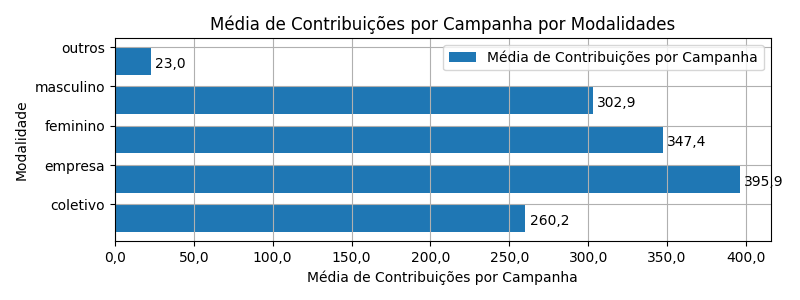 Média de Contribuições por Campanha por Modalidades
Média de Contribuições por Campanha
Modalidade
outros
23,0
masculino
302,9
feminino
347,4
empresa
395,9
coletivo
260,2
0,0 50,0 100,0 150,0 200,0 250,0 300,0 350,0 400,0
Média de Contribuições por Campanha